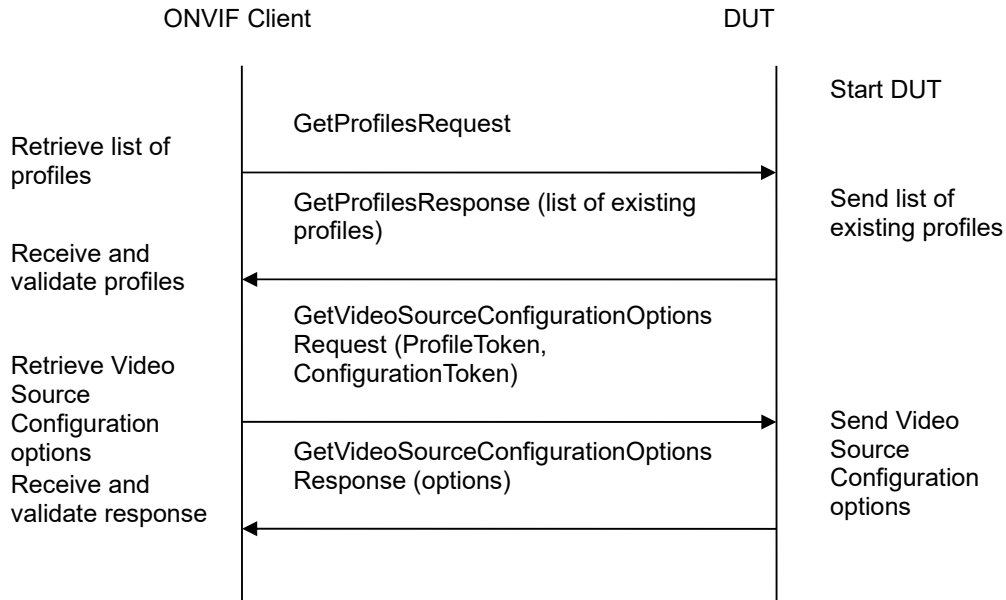 ONVIF Client
DUT
Start DUT
GetProfilesRequest
Retrieve list of
profiles
GetProfilesResponse (list of existing
profiles)
Send list of
existing profiles
Receive and
validate profiles
GetVideoSourceConfigurationOptions
Request (ProfileToken,
ConfigurationToken)
Retrieve Video
Source
Configuration
options
Send Video
Source
Configuration
options
GetVideoSourceConfigurationOptions
Response (options)
Receive and
validate response